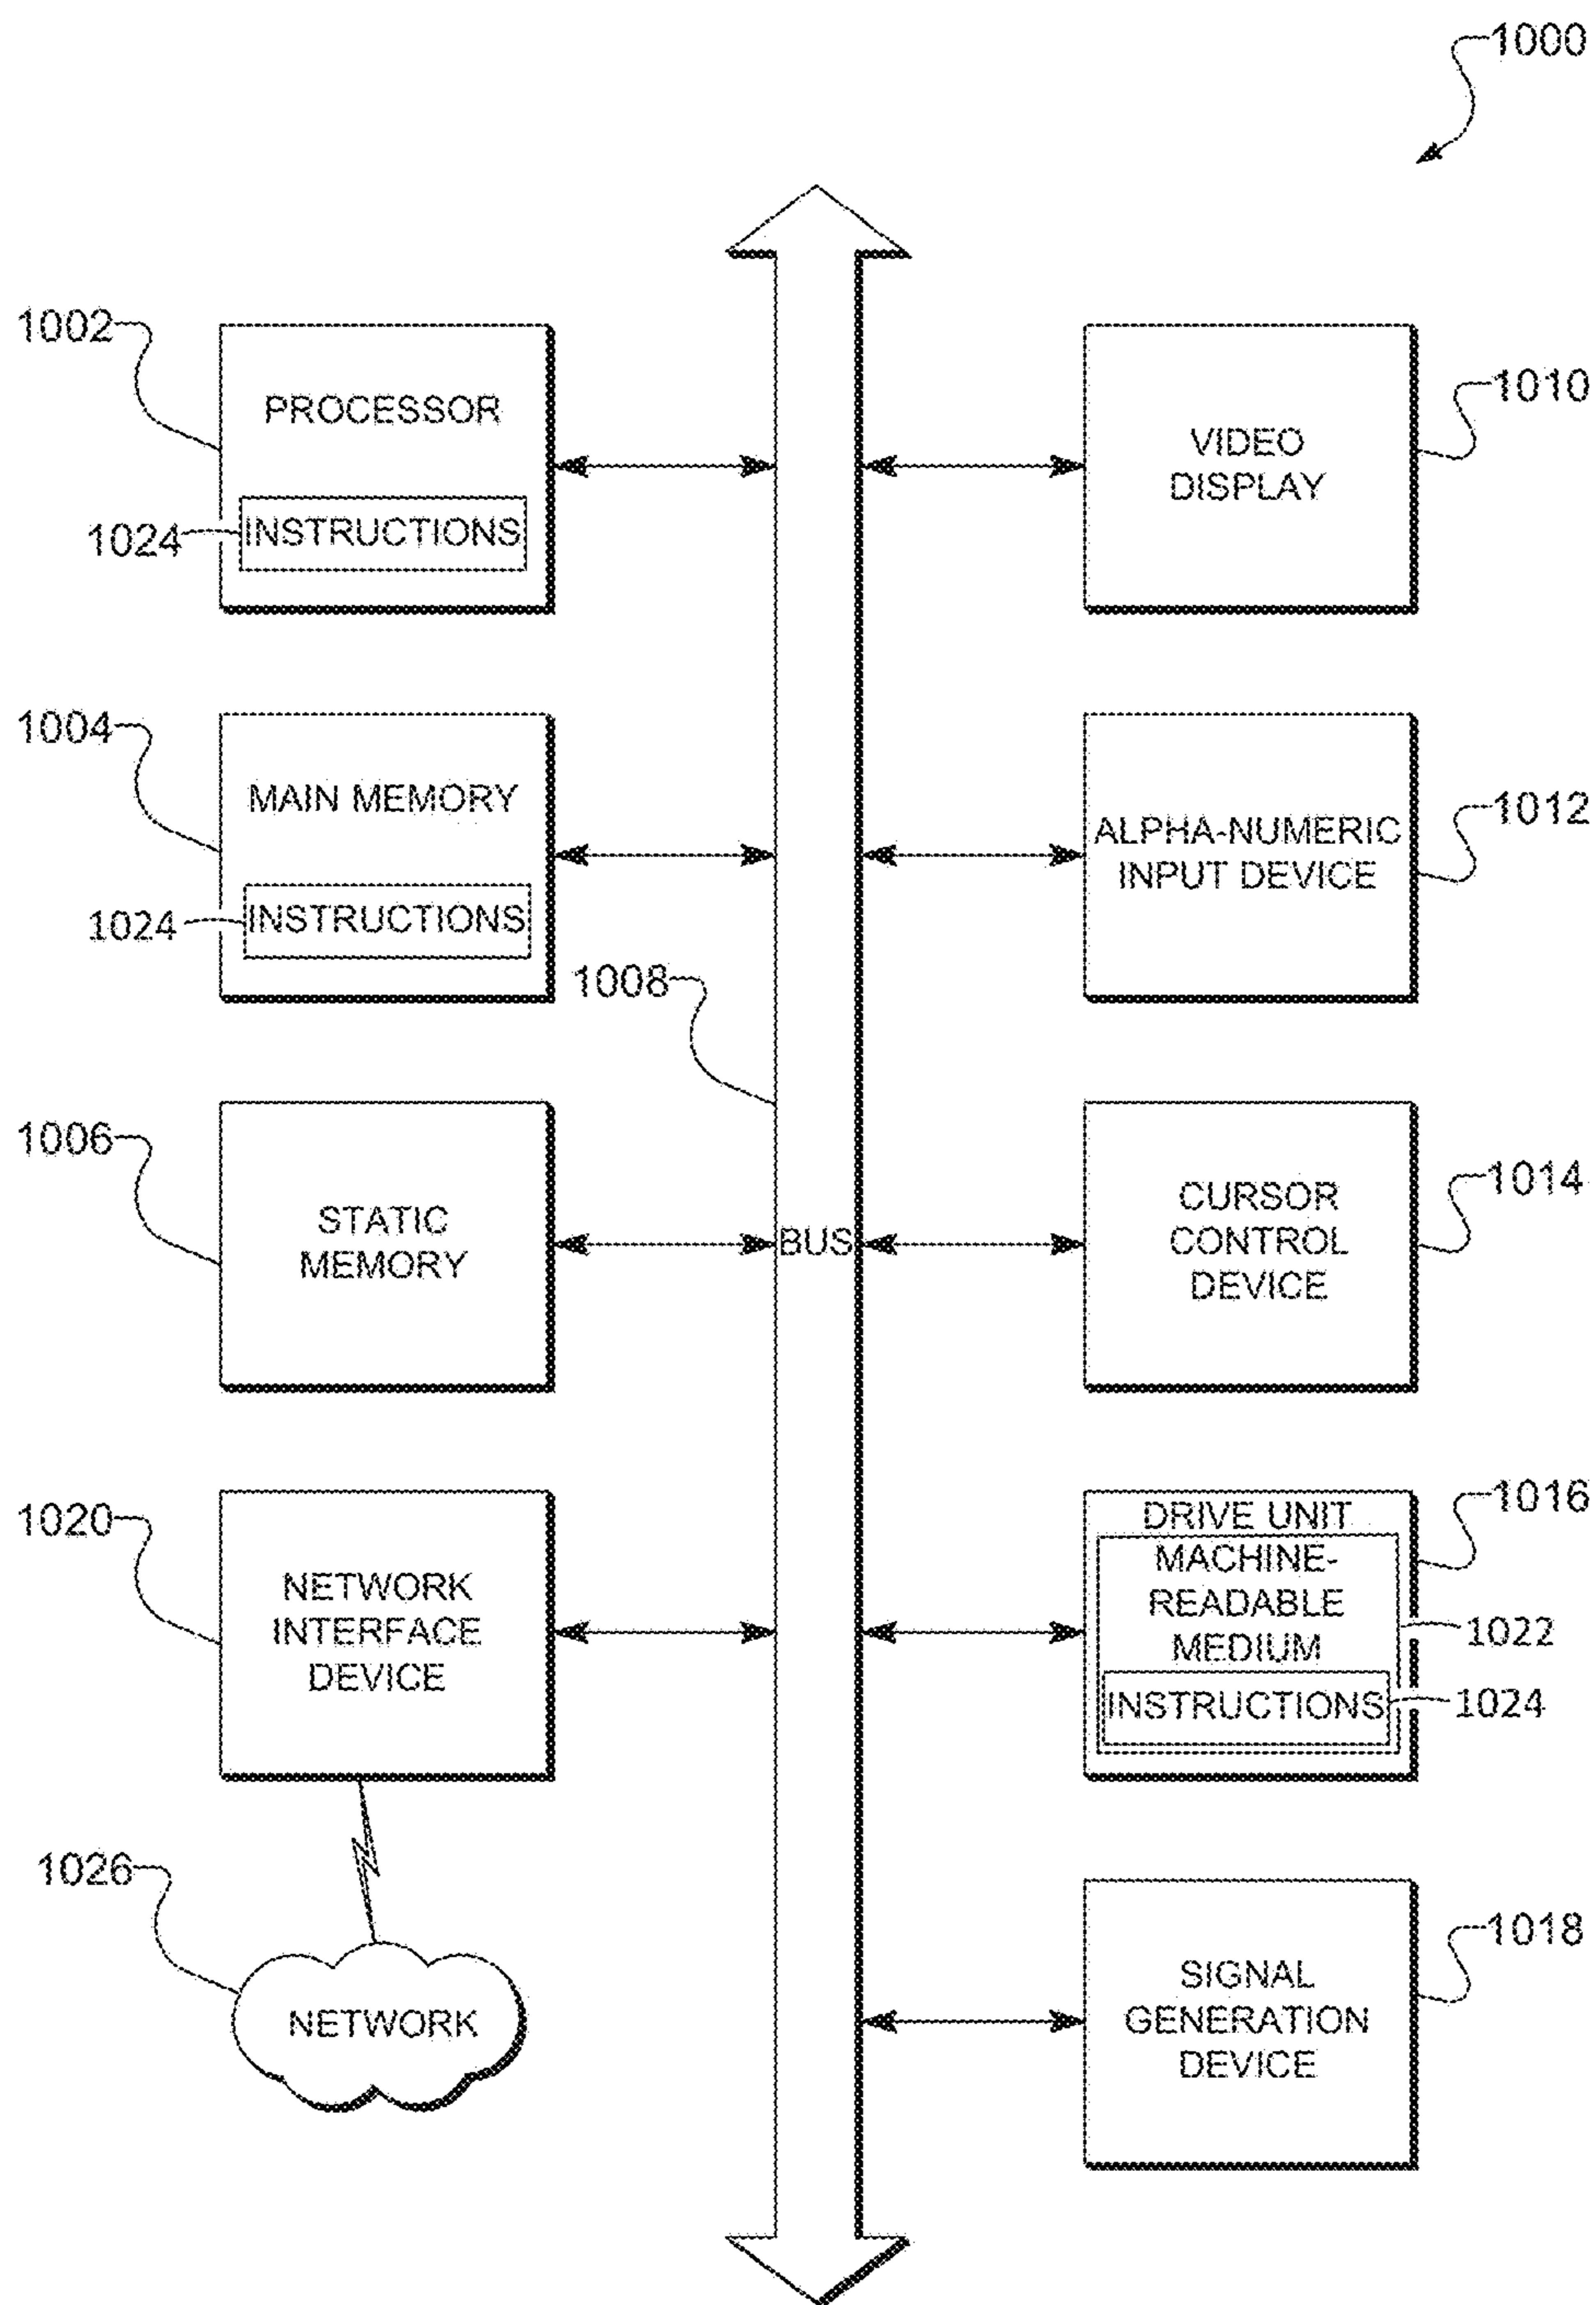 1000
1002
PROCESSOR
1024
INSTRUCTIONS
1010
VIDEO
DISPLAY
1004
MAIN MEMORY
1024
INSTRUCTIONS
1008
1012
ALPHA-NUMERIC
INPUT DEVICE
1006
STATIC
MEMORY
BUS
1014
CURSOR
CONTROL
DEVICE
1020
NETWORK
INTERFACE
DEVICE
1016
DRIVE UNIT
MACHINE-
READABLE
MEDIUM
1022
INSTRUCTIONS
1024
1026
NETWORK
1018
SIGNAL
GENERATION
DEVICE